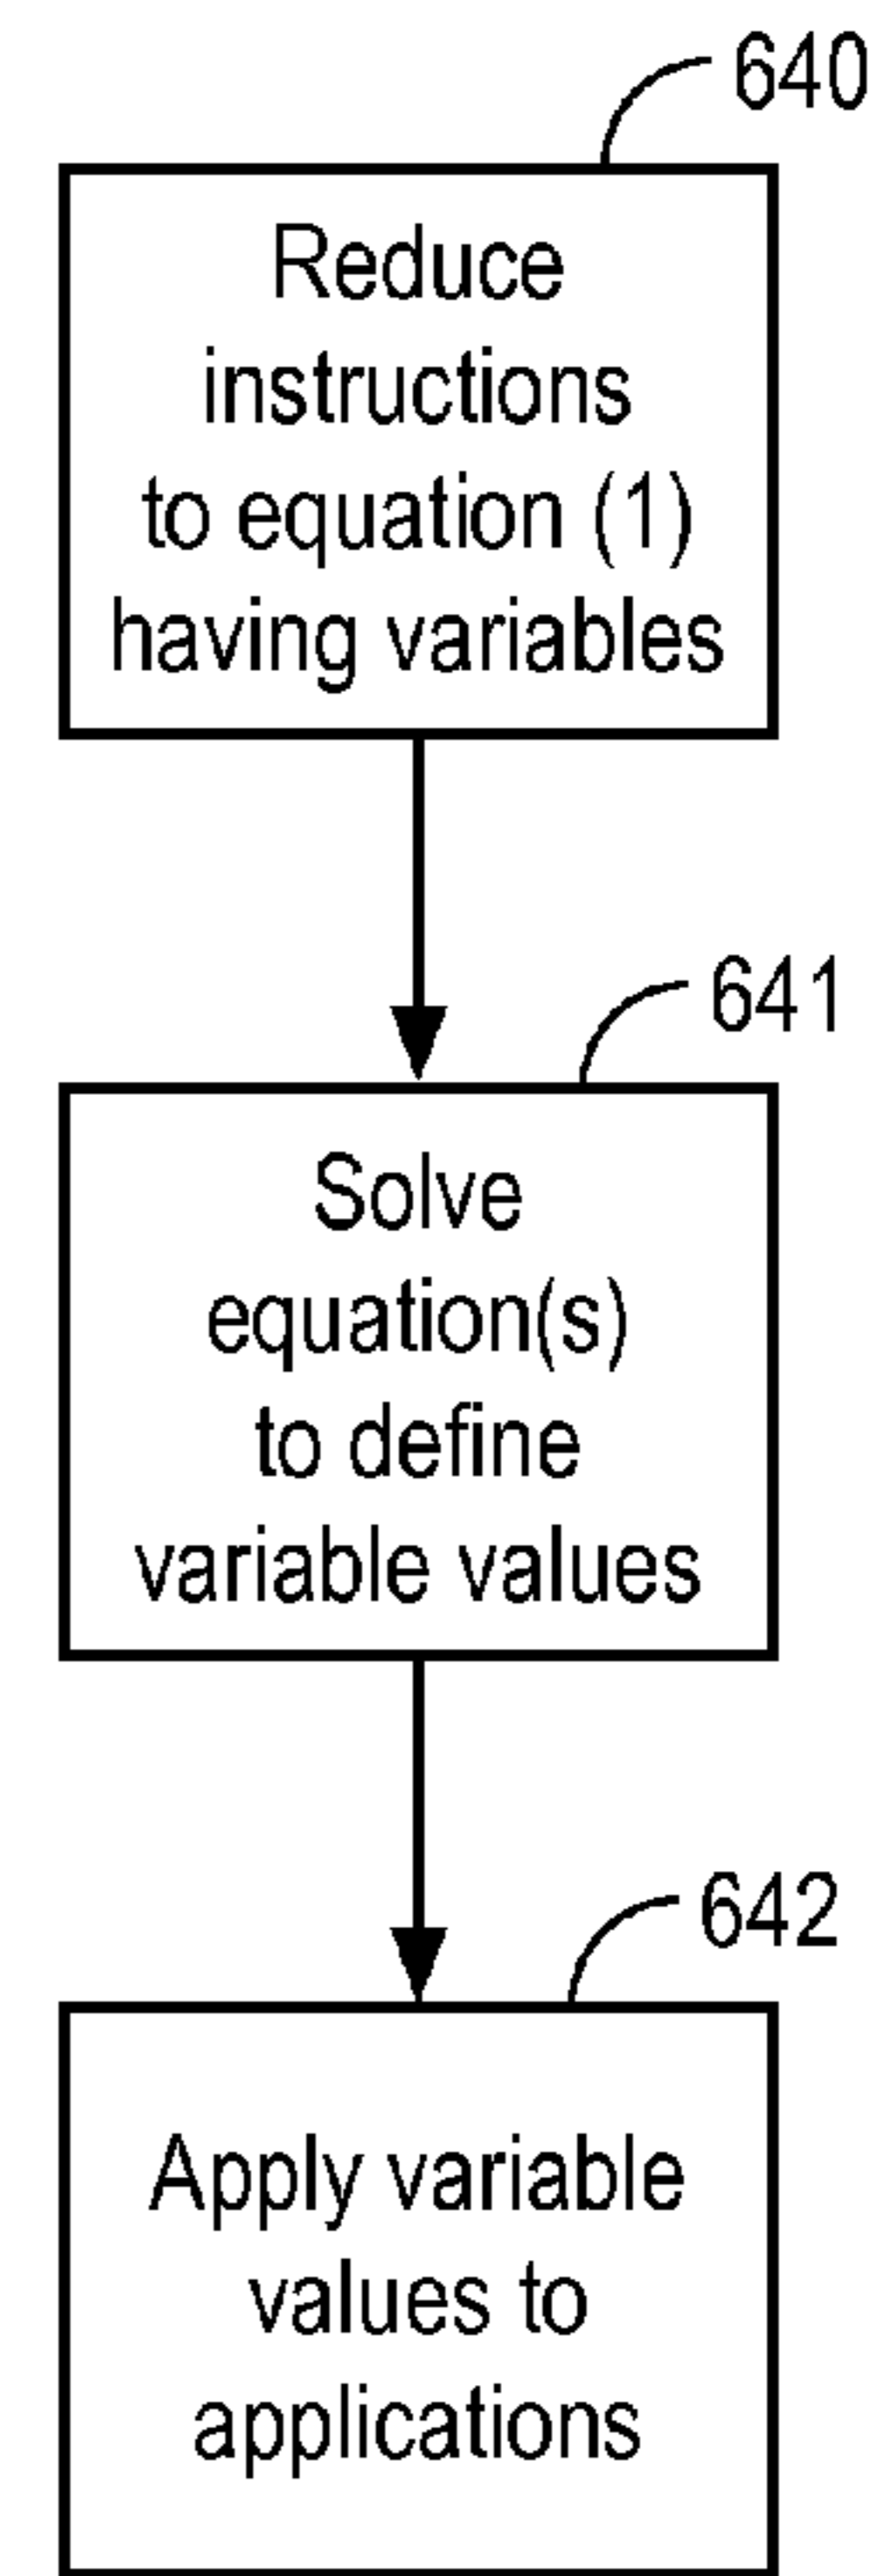 640
Reduce
instructions
to equation (1)
having variables
641
Solve
equation(s)
to define
variable values
642
Apply variable
values to
applications